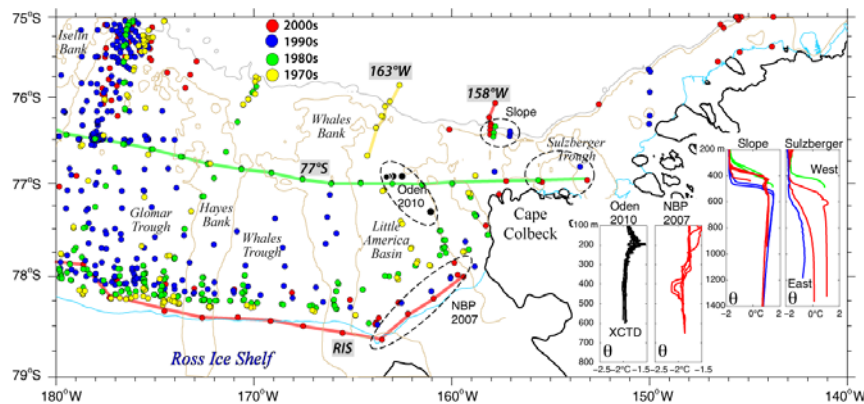 75°S
76°S
77°S
78°S
79°S
180°W
170°W
160°W
150°W
140°W
2000s
1990s
1980s
1970s
Iselin
Bank
163°W
158°W
Slope
Whales
Bank
Sulzberger
Trough
77°S
Oden
2010
Cape
Colbeck
Glomar
Trough
Hayes
Bank
Whales
Trough
Little
America
Basin
NBP
2007
RIS
Ross Ice Shelf
Oden
2010
100 m
200
300
400
500
600
700
800
XCTD
θ
−2.5−2°C−1.5
NBP
2007
θ
−2.5 −2°C −1.5
Slope
200 m
400
600
800
1000
1200
1400
θ
−2 0°C 2
Sulzberger
West
East
θ
−2 0°C 2